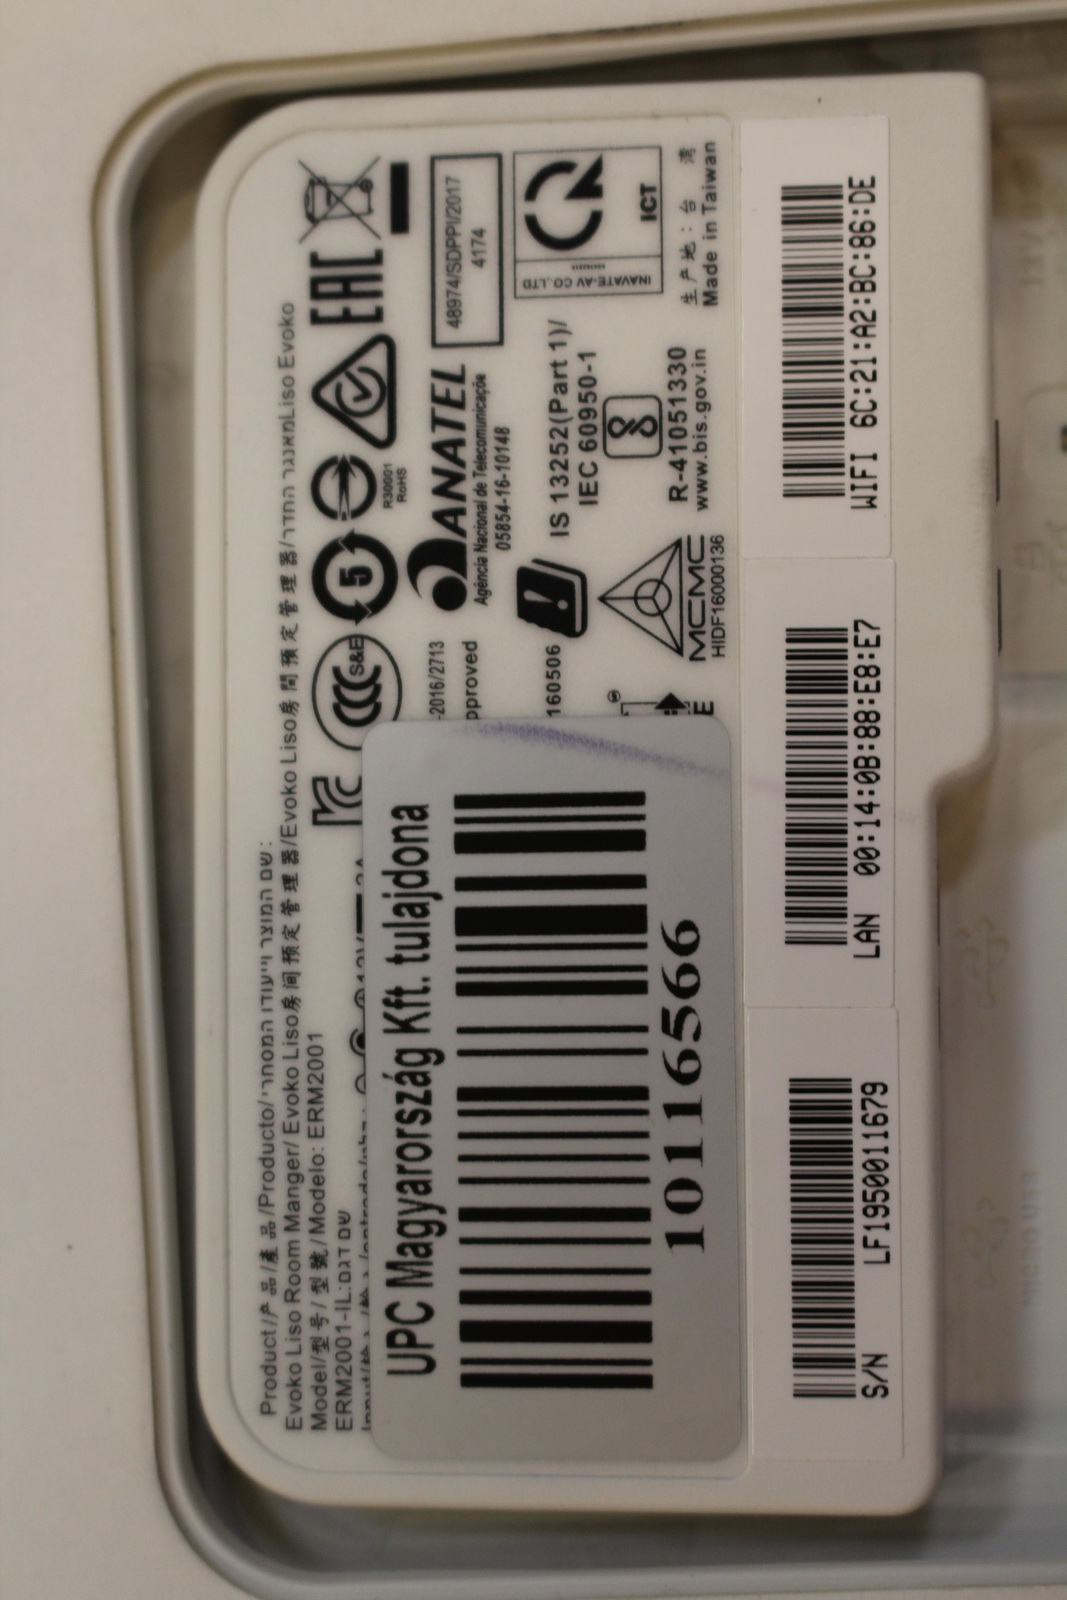 Product/产品/產品/Producto/שם המוצר וייעודו המסחרי/:
Evoko Liso Room Manger/ Evoko Liso房间预定管理器/Evoko Liso房間預定管理器/מאנגר החדר Liso Evoko
Model/型号/型號/Modelo: ERM2001
ERM2001-IL:שם דגם
S&E
5
R30001
RoHS
EAC
-2016/2713
pproved
ANATEL
Agência Nacional de Telecomunicações
05854-16-10148
48974/SDPPI/2017
4174
160506
IS 13252(Part 1)/
IEC 60950-1
R-41051330
www.bis.gov.in
INAVATE-AV CO.LTD
ICT
E
MCMC
HIDF16000136
生产地:台 湾
Made in Taiwan
UPC Magyarország Kft. tulajdona
10116566
S/N LF1950011679
LAN 00:14:0B:88:E8:E7
WIFI 6C:21:A2:BC:86:DE